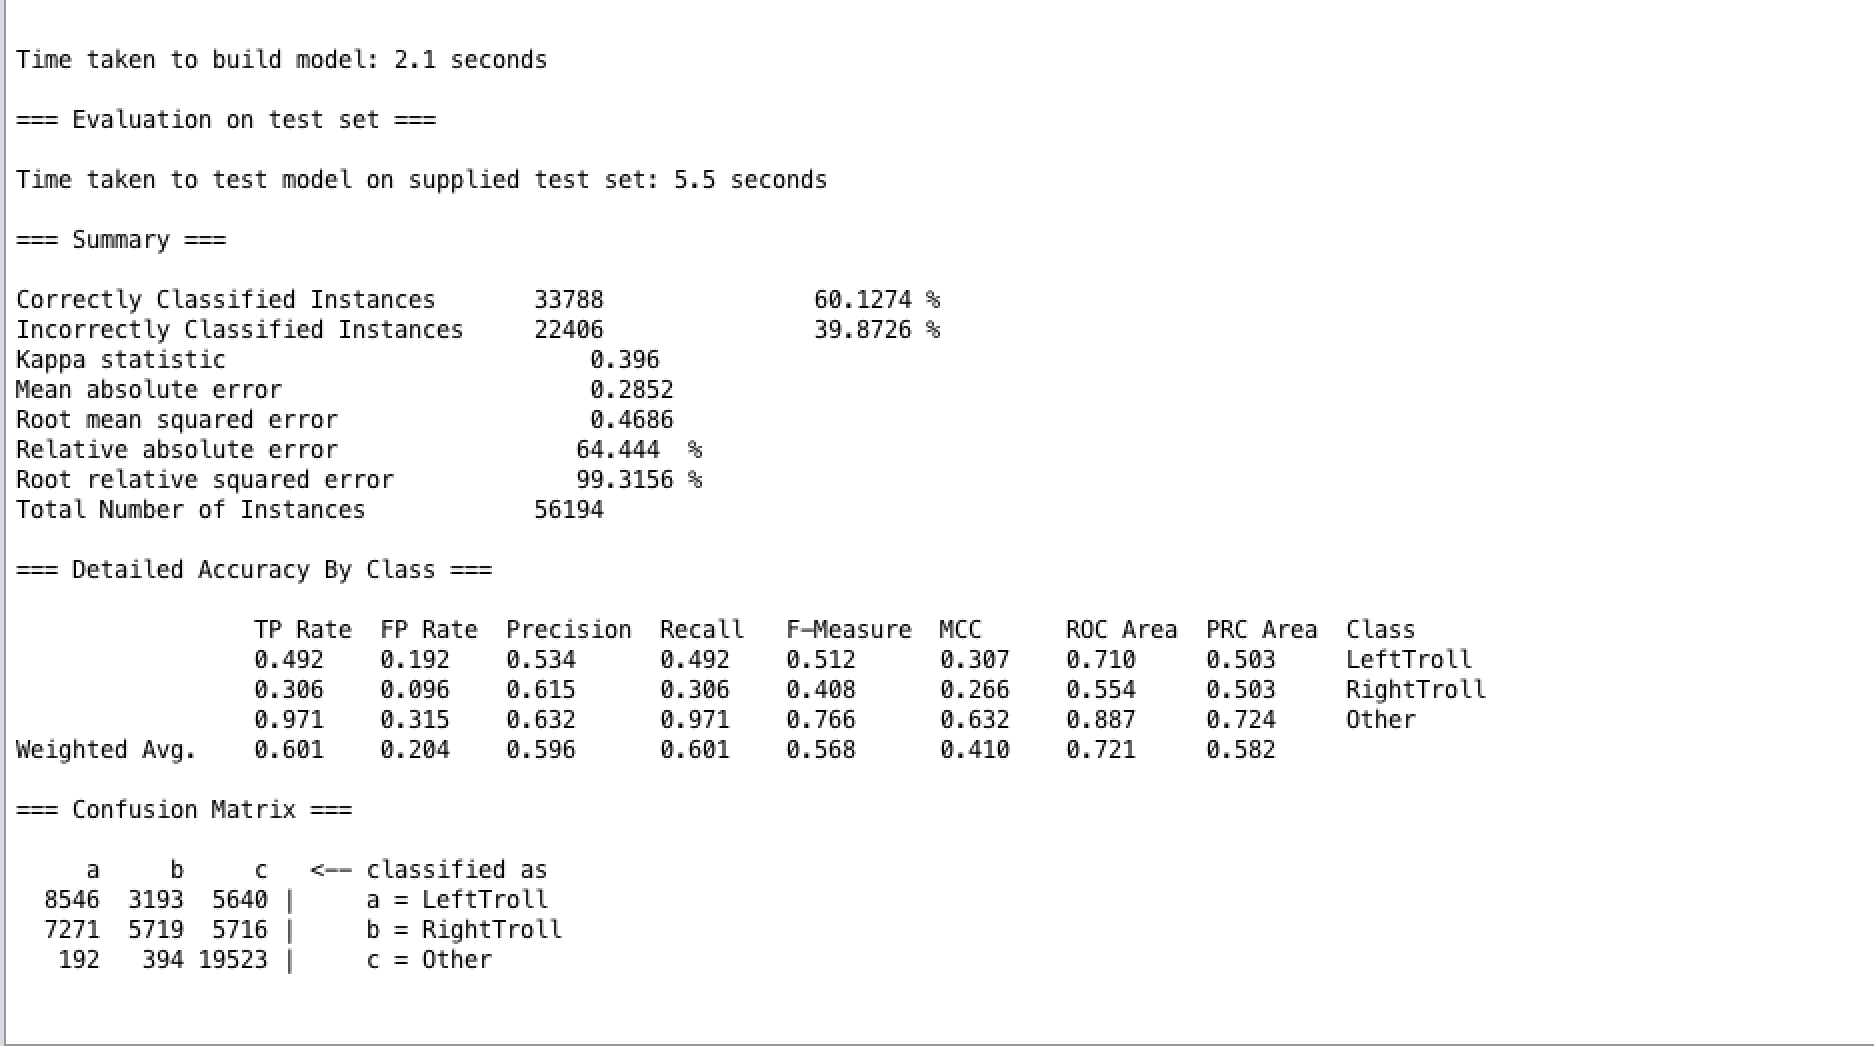 Time taken to build model: 2.1 seconds
=== Evaluation on test set ===
Time taken to test model on supplied test set: 5.5 seconds
=== Summary ===
Correctly Classified Instances 33788 60.1274 %
Incorrectly Classified Instances 22406 39.8726 %
Kappa statistic 0.396
Mean absolute error 0.2852
Root mean squared error 0.4686
Relative absolute error 64.444 %
Root relative squared error 99.3156 %
Total Number of Instances 56194
=== Detailed Accuracy By Class ===
TP Rate FP Rate Precision Recall F-Measure MCC ROC Area PRC Area Class
0.492 0.192 0.534 0.492 0.512 0.307 0.710 0.503 LeftTroll
0.306 0.096 0.615 0.306 0.408 0.266 0.554 0.503 RightTroll
0.971 0.315 0.632 0.971 0.766 0.632 0.887 0.724 Other
Weighted Avg. 0.601 0.204 0.596 0.601 0.568 0.410 0.721 0.582
=== Confusion Matrix ===
a b c <-- classified as
8546 3193 5640 | a = LeftTroll
7271 5719 5716 | b = RightTroll
192 394 19523 | c = Other